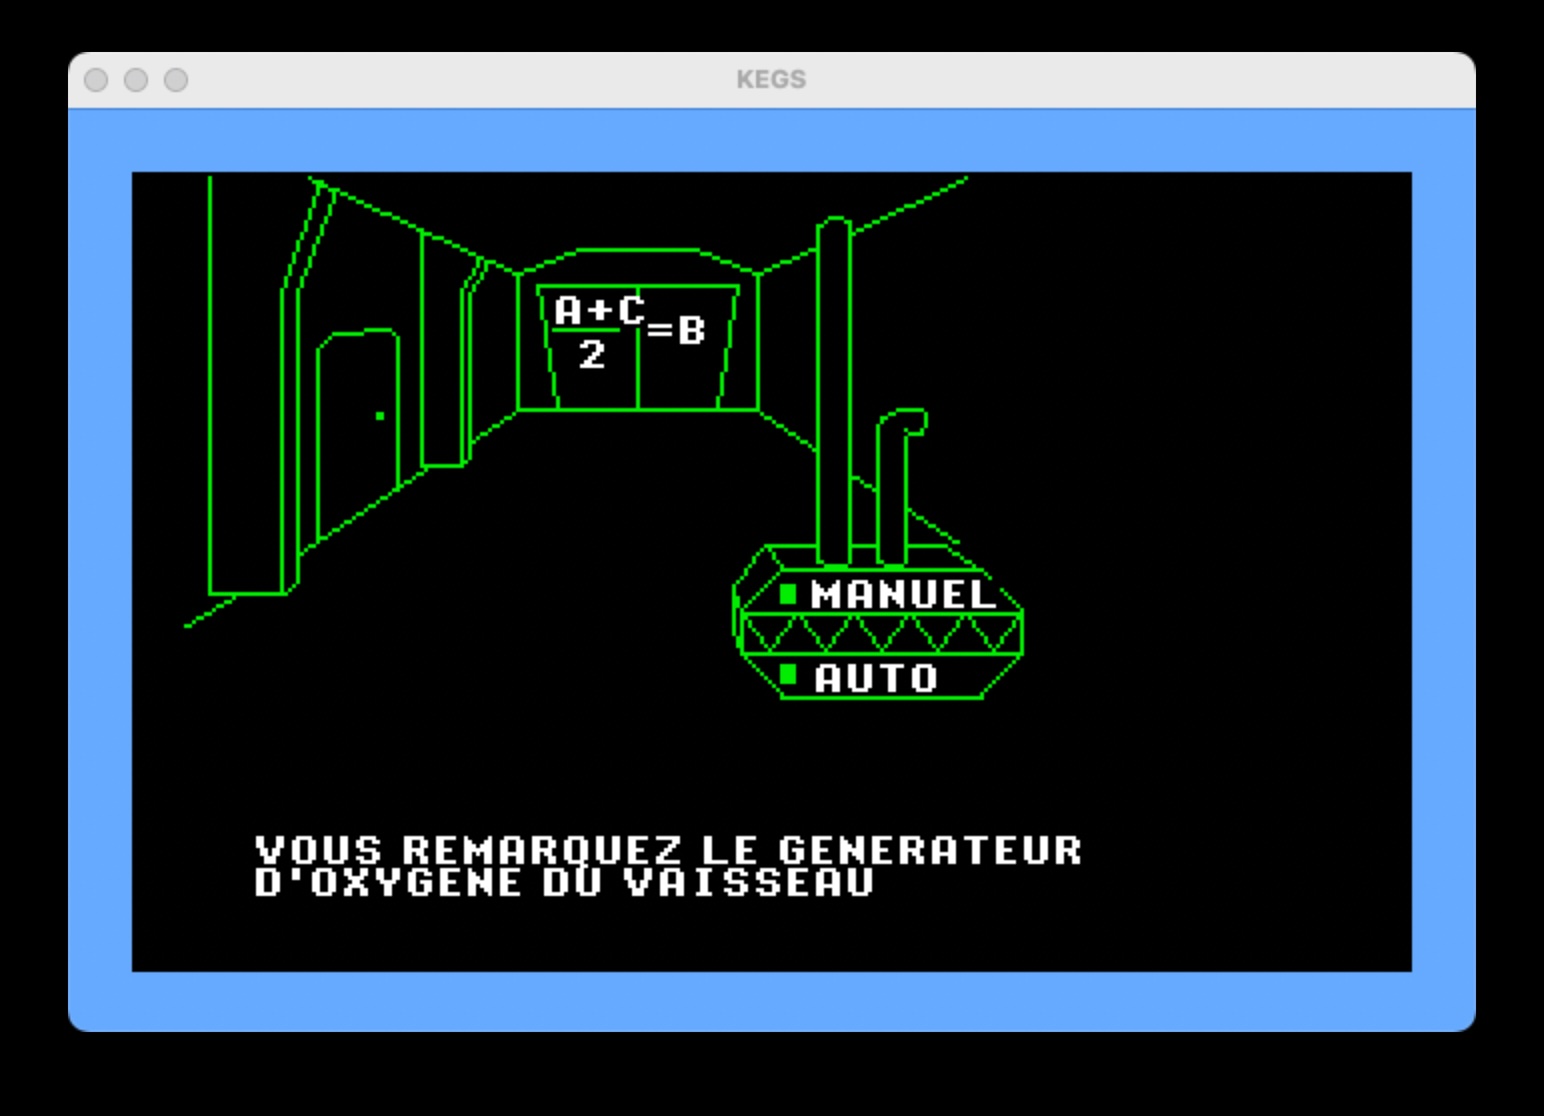 KEGS
A+C
=B
2
MANUEL
AUTO
VOUS REMARQUEZ LE GENERATEUR
D'OXYGENE DU VAISSEAU